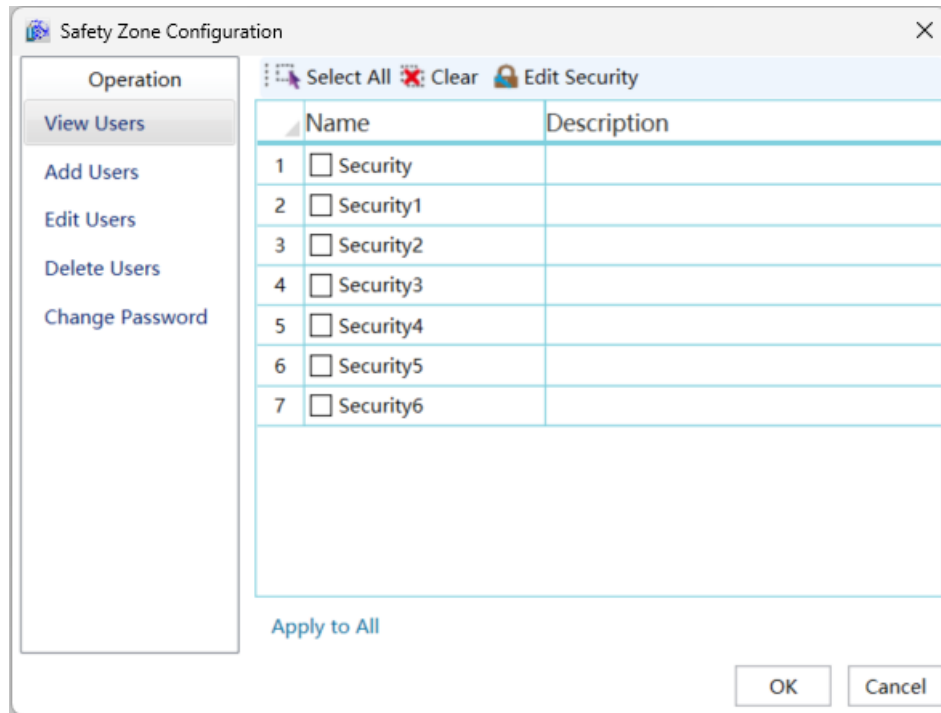 Safety Zone Configuration
Operation
View Users
Add Users
Edit Users
Delete Users
Change Password
Select All Clear Edit Security
Name Description
1 Security
2 Security1
3 Security2
4 Security3
5 Security4
6 Security5
7 Security6
Apply to All
OK Cancel